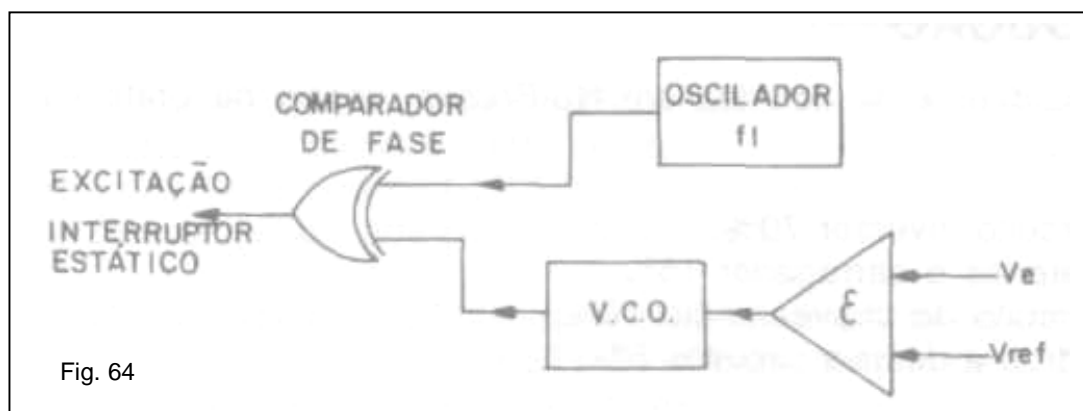 OSCILADOR
f1
COMPARADOR
DE FASE
EXCITAÇÃO
INTERRUPTOR
ESTÁTICO
V.C.O.
ε
Ve
Vref
Fig. 64